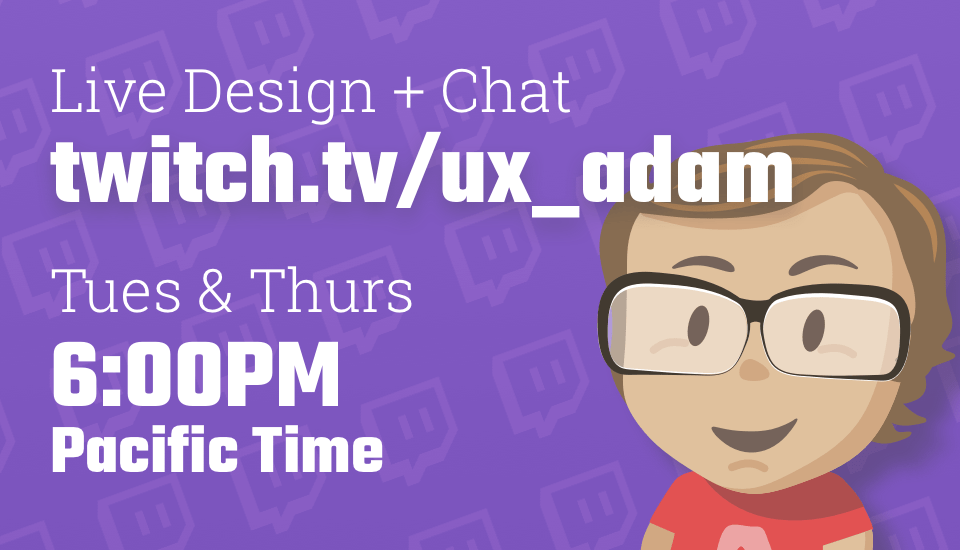 Live Design + Chat
twitch.tv/ux_adam
Tues & Thurs
6:00PM
Pacific Time